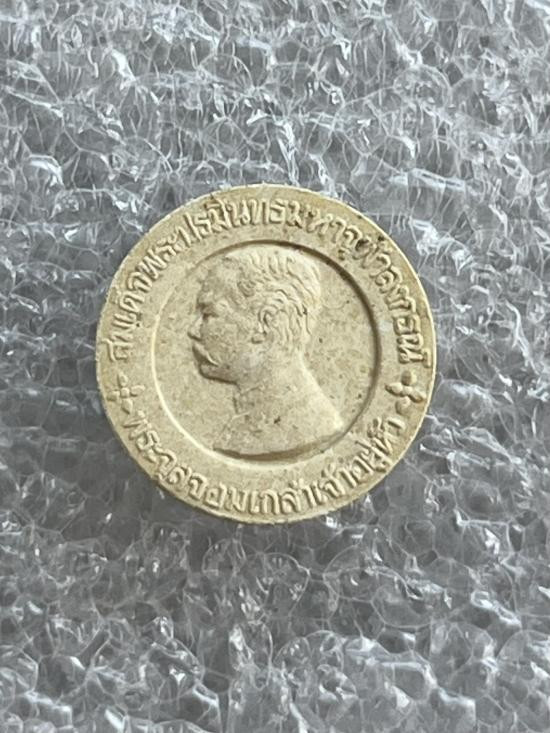 สมเด็จพระปรมินทรมหาจุฬาลงกรณ์
พระจุลจอมเกล้าเจ้าอยู่หัว